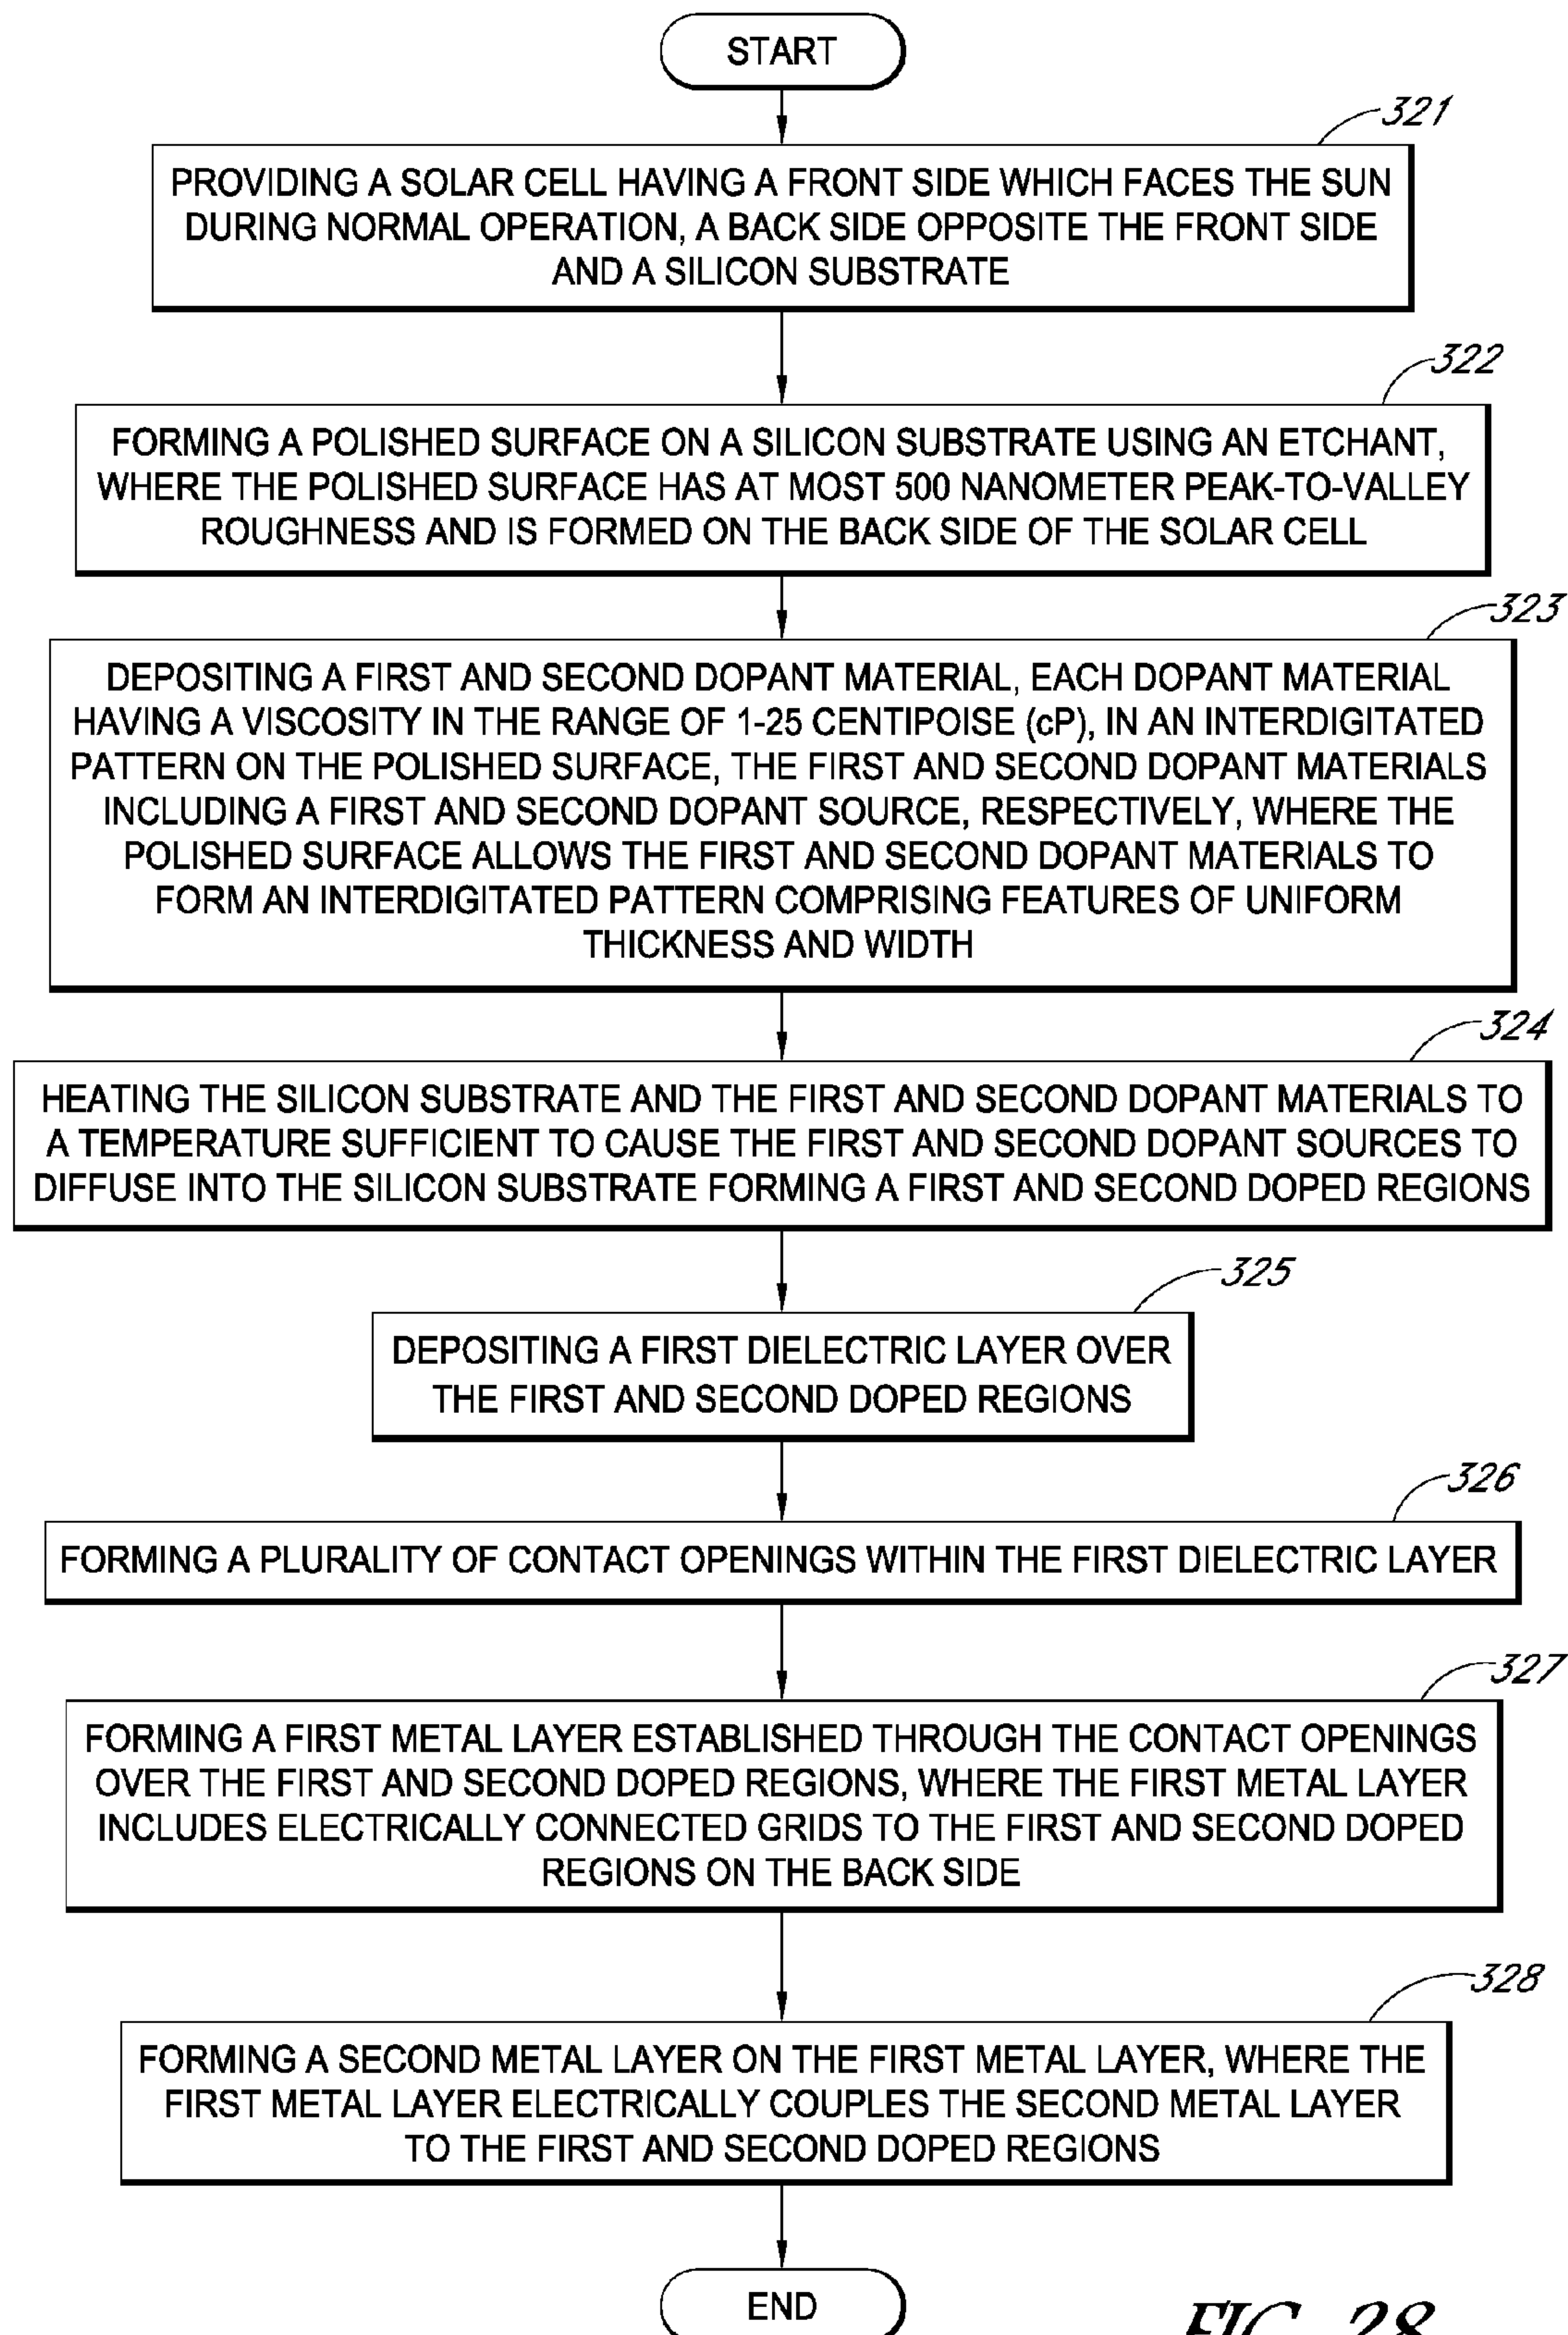 START
321
PROVIDING A SOLAR CELL HAVING A FRONT SIDE WHICH FACES THE SUN
DURING NORMAL OPERATION, A BACK SIDE OPPOSITE THE FRONT SIDE
AND A SILICON SUBSTRATE
322
FORMING A POLISHED SURFACE ON A SILICON SUBSTRATE USING AN ETCHANT,
WHERE THE POLISHED SURFACE HAS AT MOST 500 NANOMETER PEAK-TO-VALLEY
ROUGHNESS AND IS FORMED ON THE BACK SIDE OF THE SOLAR CELL
323
DEPOSITING A FIRST AND SECOND DOPANT MATERIAL, EACH DOPANT MATERIAL
HAVING A VISCOSITY IN THE RANGE OF 1-25 CENTIPOISE (cP), IN AN INTERDIGITATED
PATTERN ON THE POLISHED SURFACE, THE FIRST AND SECOND DOPANT MATERIALS
INCLUDING A FIRST AND SECOND DOPANT SOURCE, RESPECTIVELY, WHERE THE
POLISHED SURFACE ALLOWS THE FIRST AND SECOND DOPANT MATERIALS TO
FORM AN INTERDIGITATED PATTERN COMPRISING FEATURES OF UNIFORM
THICKNESS AND WIDTH
324
HEATING THE SILICON SUBSTRATE AND THE FIRST AND SECOND DOPANT MATERIALS TO
A TEMPERATURE SUFFICIENT TO CAUSE THE FIRST AND SECOND DOPANT SOURCES TO
DIFFUSE INTO THE SILICON SUBSTRATE FORMING A FIRST AND SECOND DOPED REGIONS
325
DEPOSITING A FIRST DIELECTRIC LAYER OVER
THE FIRST AND SECOND DOPED REGIONS
326
FORMING A PLURALITY OF CONTACT OPENINGS WITHIN THE FIRST DIELECTRIC LAYER
327
FORMING A FIRST METAL LAYER ESTABLISHED THROUGH THE CONTACT OPENINGS
OVER THE FIRST AND SECOND DOPED REGIONS, WHERE THE FIRST METAL LAYER
INCLUDES ELECTRICALLY CONNECTED GRIDS TO THE FIRST AND SECOND DOPED
REGIONS ON THE BACK SIDE
328
FORMING A SECOND METAL LAYER ON THE FIRST METAL LAYER, WHERE THE
FIRST METAL LAYER ELECTRICALLY COUPLES THE SECOND METAL LAYER
TO THE FIRST AND SECOND DOPED REGIONS
END
FIG. 28